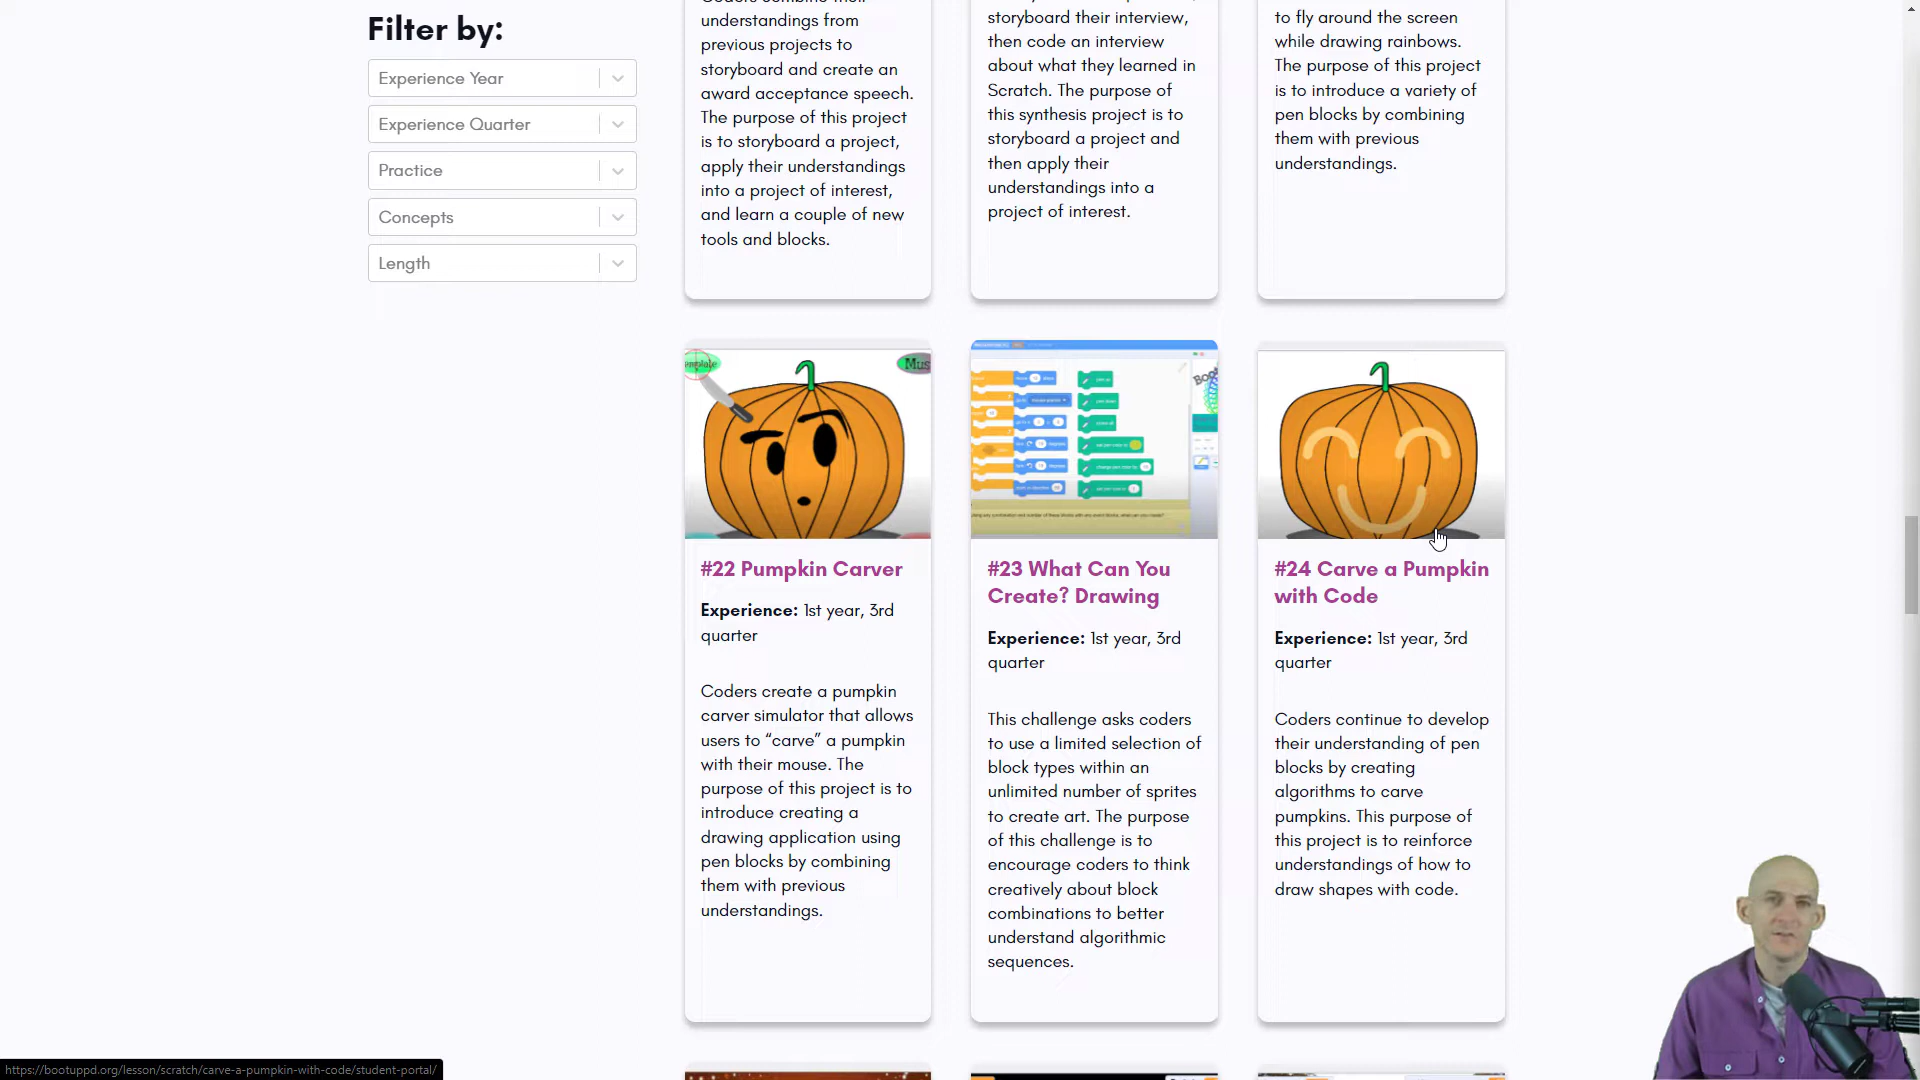 Filter by:
Experience Year
Experience Quarter
Practice
Concepts
Length
understandings from
previous projects to
storyboard and create an
award acceptance speech.
The purpose of this project
is to storyboard a project,
apply their understandings
into a project of interest,
and learn a couple of new
tools and blocks.
storyboard their interview,
then code an interview
about what they learned in
Scratch. The purpose of
this synthesis project is to
storyboard a project and
then apply their
understandings into a
project of interest.
to fly around the screen
while drawing rainbows.
The purpose of this project
is to introduce a variety of
pen blocks by combining
them with previous
understandings.
#22 Pumpkin Carver
Experience: 1st year, 3rd
quarter
Coders create a pumpkin
carver simulator that allows
users to “carve” a pumpkin
with their mouse. The
purpose of this project is to
introduce creating a
drawing application using
pen blocks by combining
them with previous
understandings.
#23 What Can You
Create? Drawing
Experience: 1st year, 3rd
quarter
This challenge asks coders
to use a limited selection of
block types within an
unlimited number of sprites
to create art. The purpose
of this challenge is to
encourage coders to think
creatively about block
combinations to better
understand algorithmic
sequences.
#24 Carve a Pumpkin
with Code
Experience: 1st year, 3rd
quarter
Coders continue to develop
their understanding of pen
blocks by creating
algorithms to carve
pumpkins. This purpose of
this project is to reinforce
understandings of how to
draw shapes with code.
https://bootuppd.org/lesson/scratch/carve-a-pumpkin-with-code/student-portal/